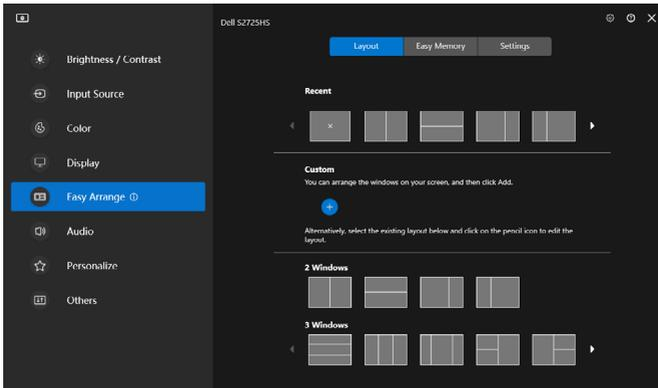 Dell S2725HS
Layout
Easy Memory
Settings
Brightness / Contrast
Input Source
Color
Display
Easy Arrange
Audio
Personalize
Others
Recent
Custom
You can arrange the windows on your screen, and then click Add.
Alternatively, select the existing layout below and click on the pencil icon to edit the
layout.
2 Windows
3 Windows